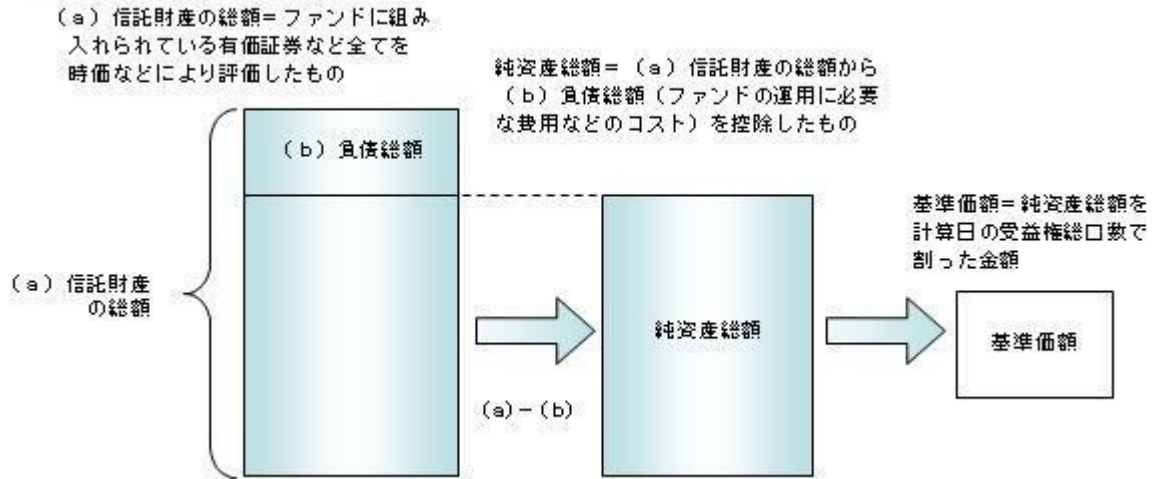 (a) 信託財産の総額=ファンドに組み
入れられている有価証券など全てを
時価などにより評価したもの
純資産総額= (a) 信託財産の総額から
(b) 負債総額(ファンドの運用に必要
な費用などのコスト)を控除したもの
(b) 負債総額
基準価額=純資産総額を
計算日の受益権総口数で
割った金額
(a) 信託財産
の総額
純資産総額
基準価額
(a)-(b)